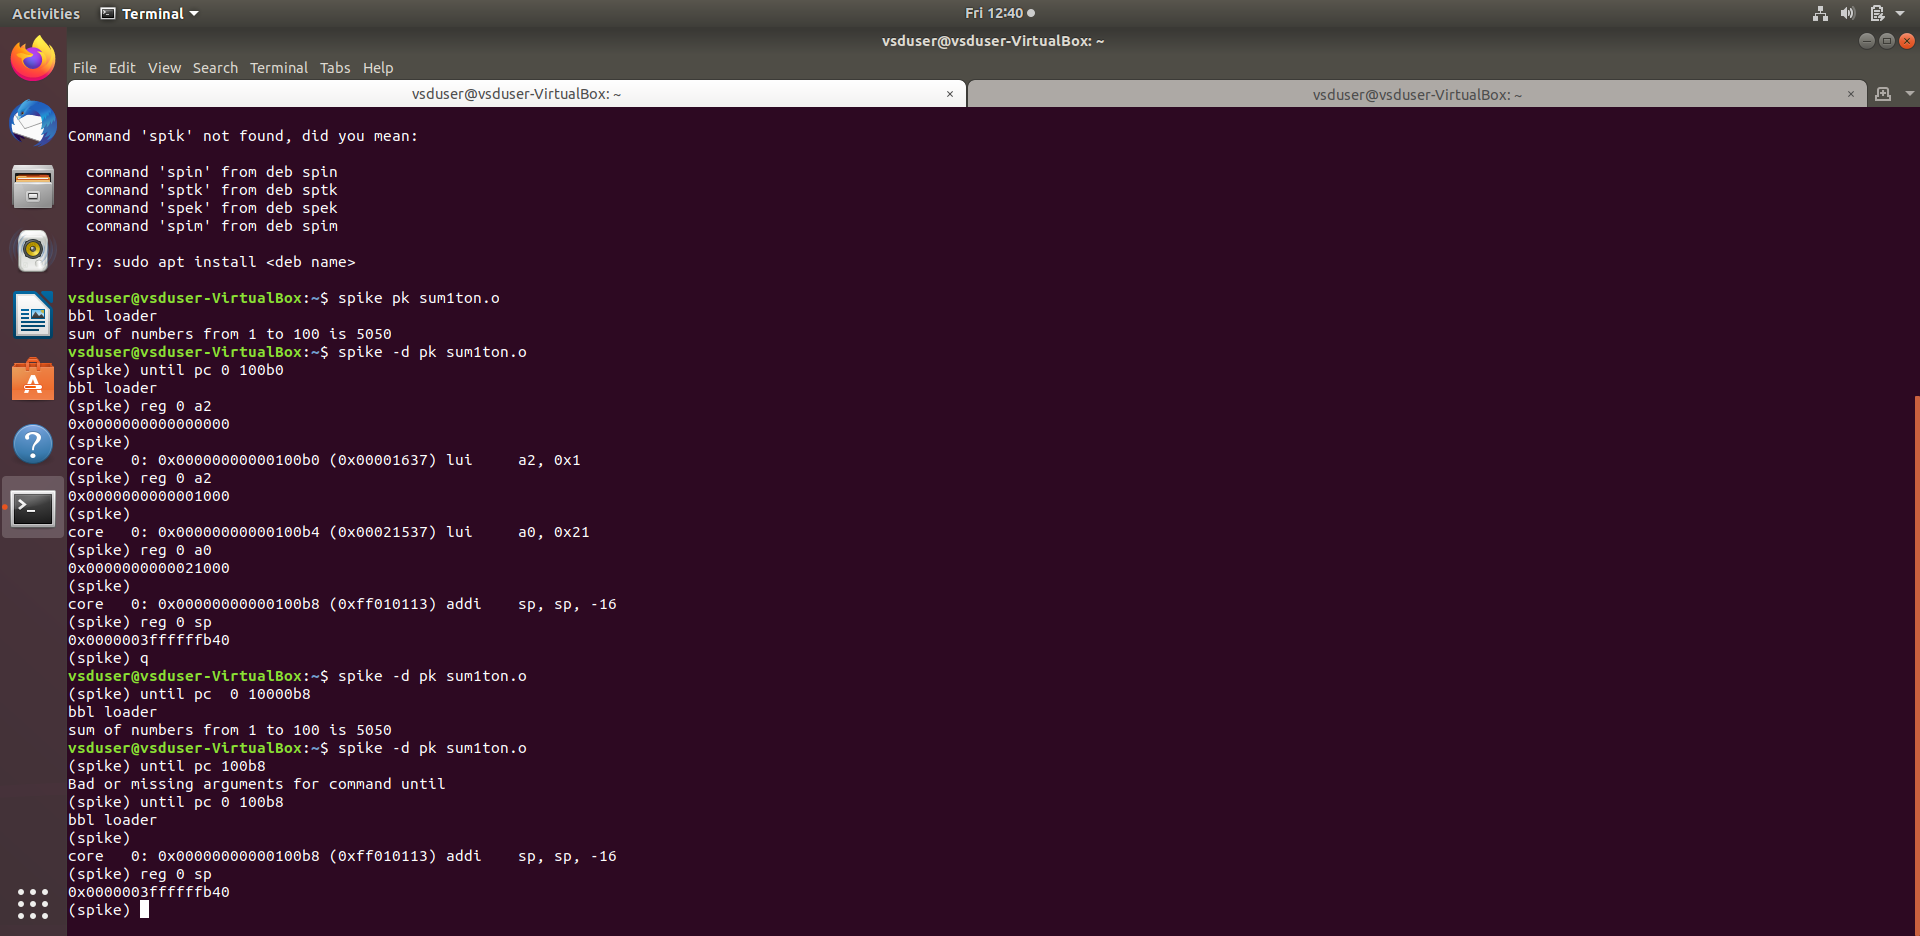 Activities
Terminal
Fri 12:40
vsduser@vsduser-VirtualBox: ~
File Edit View Search Terminal Tabs Help
vsduser@vsduser-VirtualBox: ~ ×
vsduser@vsduser-VirtualBox: ~ ×
Command 'spik' not found, did you mean:
  command 'spin' from deb spin
  command 'sptk' from deb sptk
  command 'spek' from deb spek
  command 'spim' from deb spim
Try: sudo apt install <deb name>
vsduser@vsduser-VirtualBox:~$ spike pk sum1ton.o
bbl loader
sum of numbers from 1 to 100 is 5050
vsduser@vsduser-VirtualBox:~$ spike -d pk sum1ton.o
(spike) until pc 0 100b0
bbl loader
(spike) reg 0 a2
0x0000000000000000
(spike)
core   0: 0x00000000000100b0 (0x00001637) lui     a2, 0x1
(spike) reg 0 a2
0x0000000000001000
(spike)
core   0: 0x00000000000100b4 (0x00021537) lui     a0, 0x21
(spike) reg 0 a0
0x0000000000021000
(spike)
core   0: 0x00000000000100b8 (0xff010113) addi    sp, sp, -16
(spike) reg 0 sp
0x0000003ffffffb40
(spike) q
vsduser@vsduser-VirtualBox:~$ spike -d pk sum1ton.o
(spike) until pc  0 10000b8
bbl loader
sum of numbers from 1 to 100 is 5050
vsduser@vsduser-VirtualBox:~$ spike -d pk sum1ton.o
(spike) until pc 100b8
Bad or missing arguments for command until
(spike) until pc 0 100b8
bbl loader
(spike)
core   0: 0x00000000000100b8 (0xff010113) addi    sp, sp, -16
(spike) reg 0 sp
0x0000003ffffffb40
(spike)